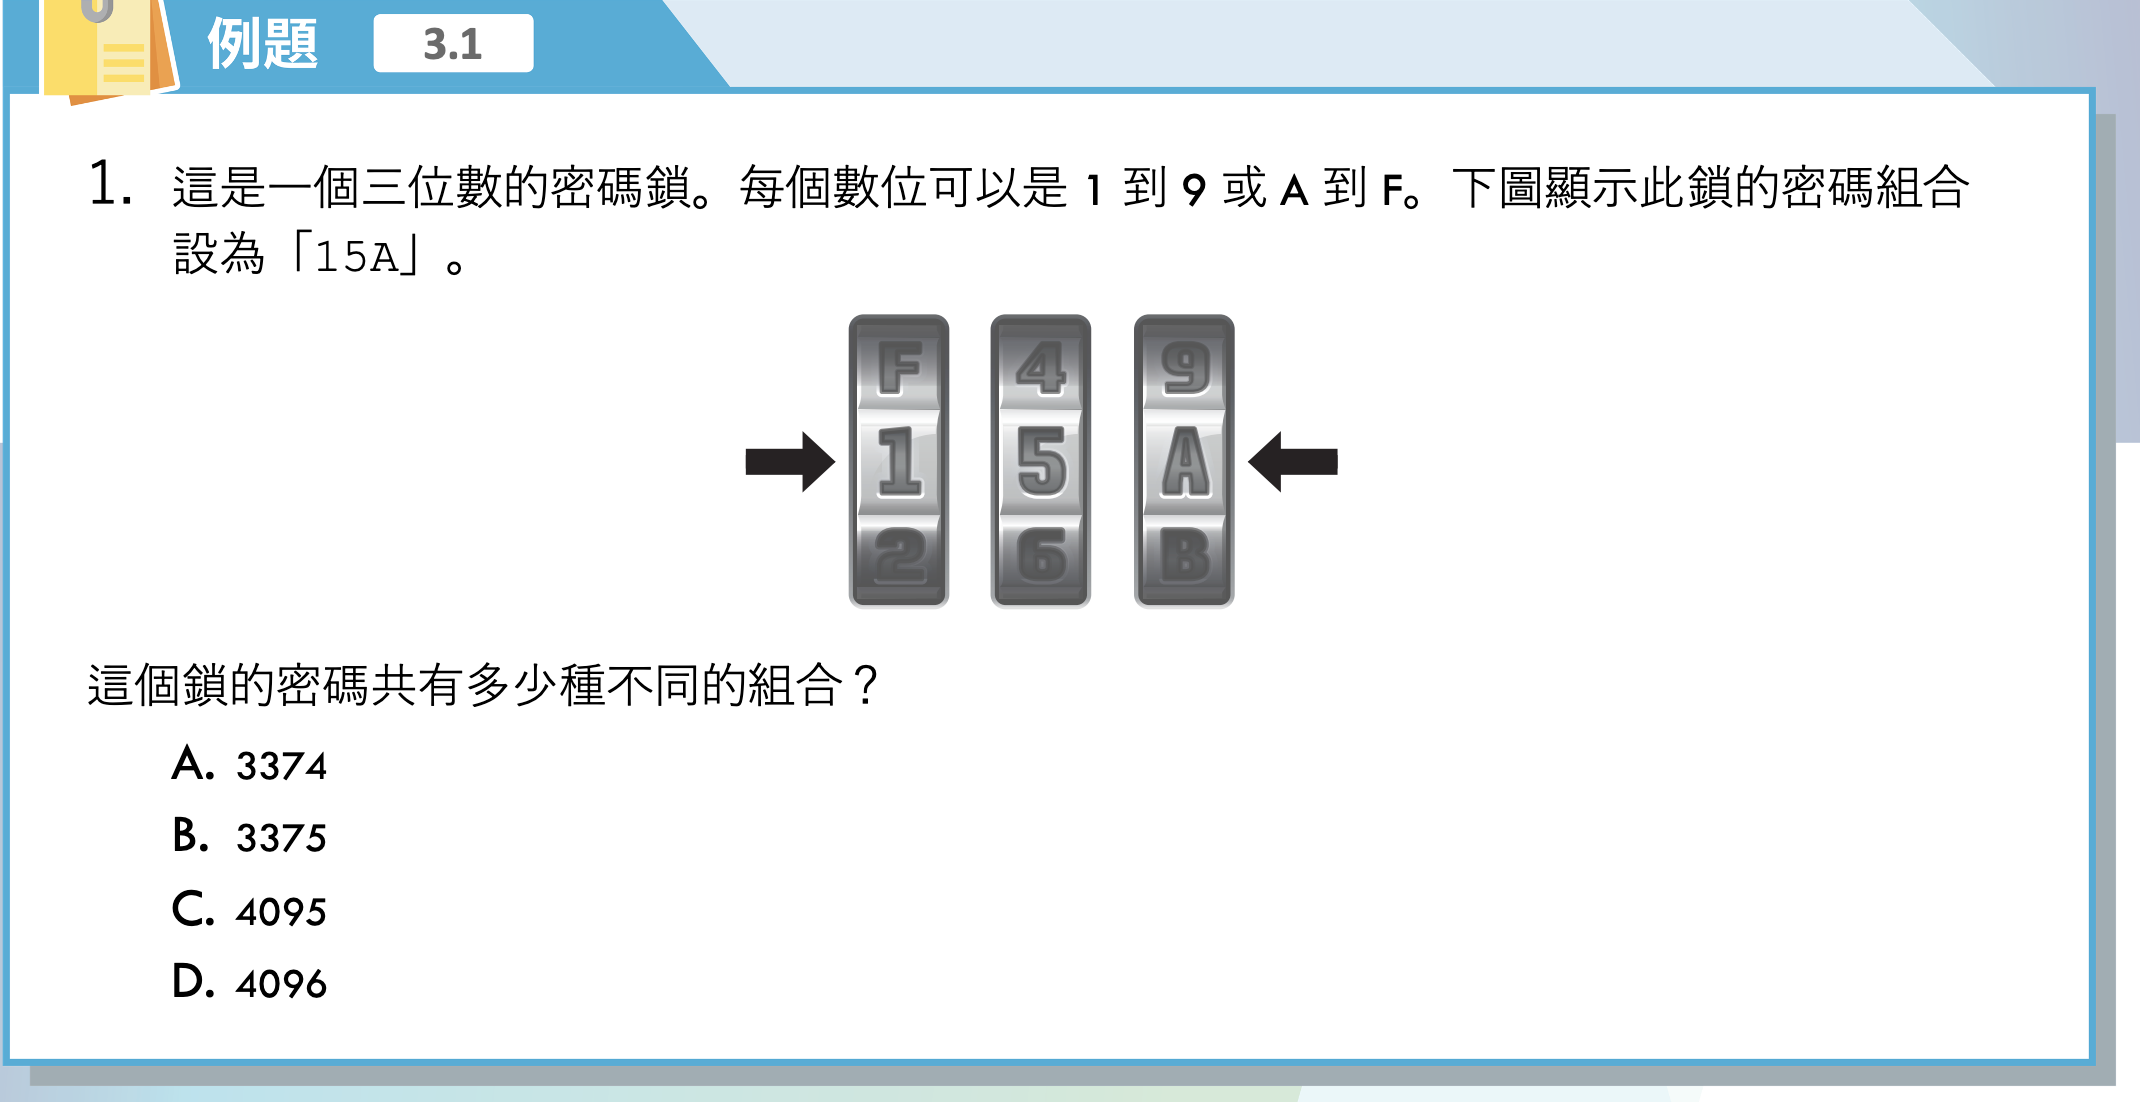 例題 3.1
1. 這是一個三位數的密碼鎖。每個數位可以是 1 到 9 或 A 到 F。下圖顯示此鎖的密碼組合
設為「15A」。
F 4 9
1 5 A
2 6 B
這個鎖的密碼共有多少種不同的組合？
A. 3374
B. 3375
C. 4095
D. 4096